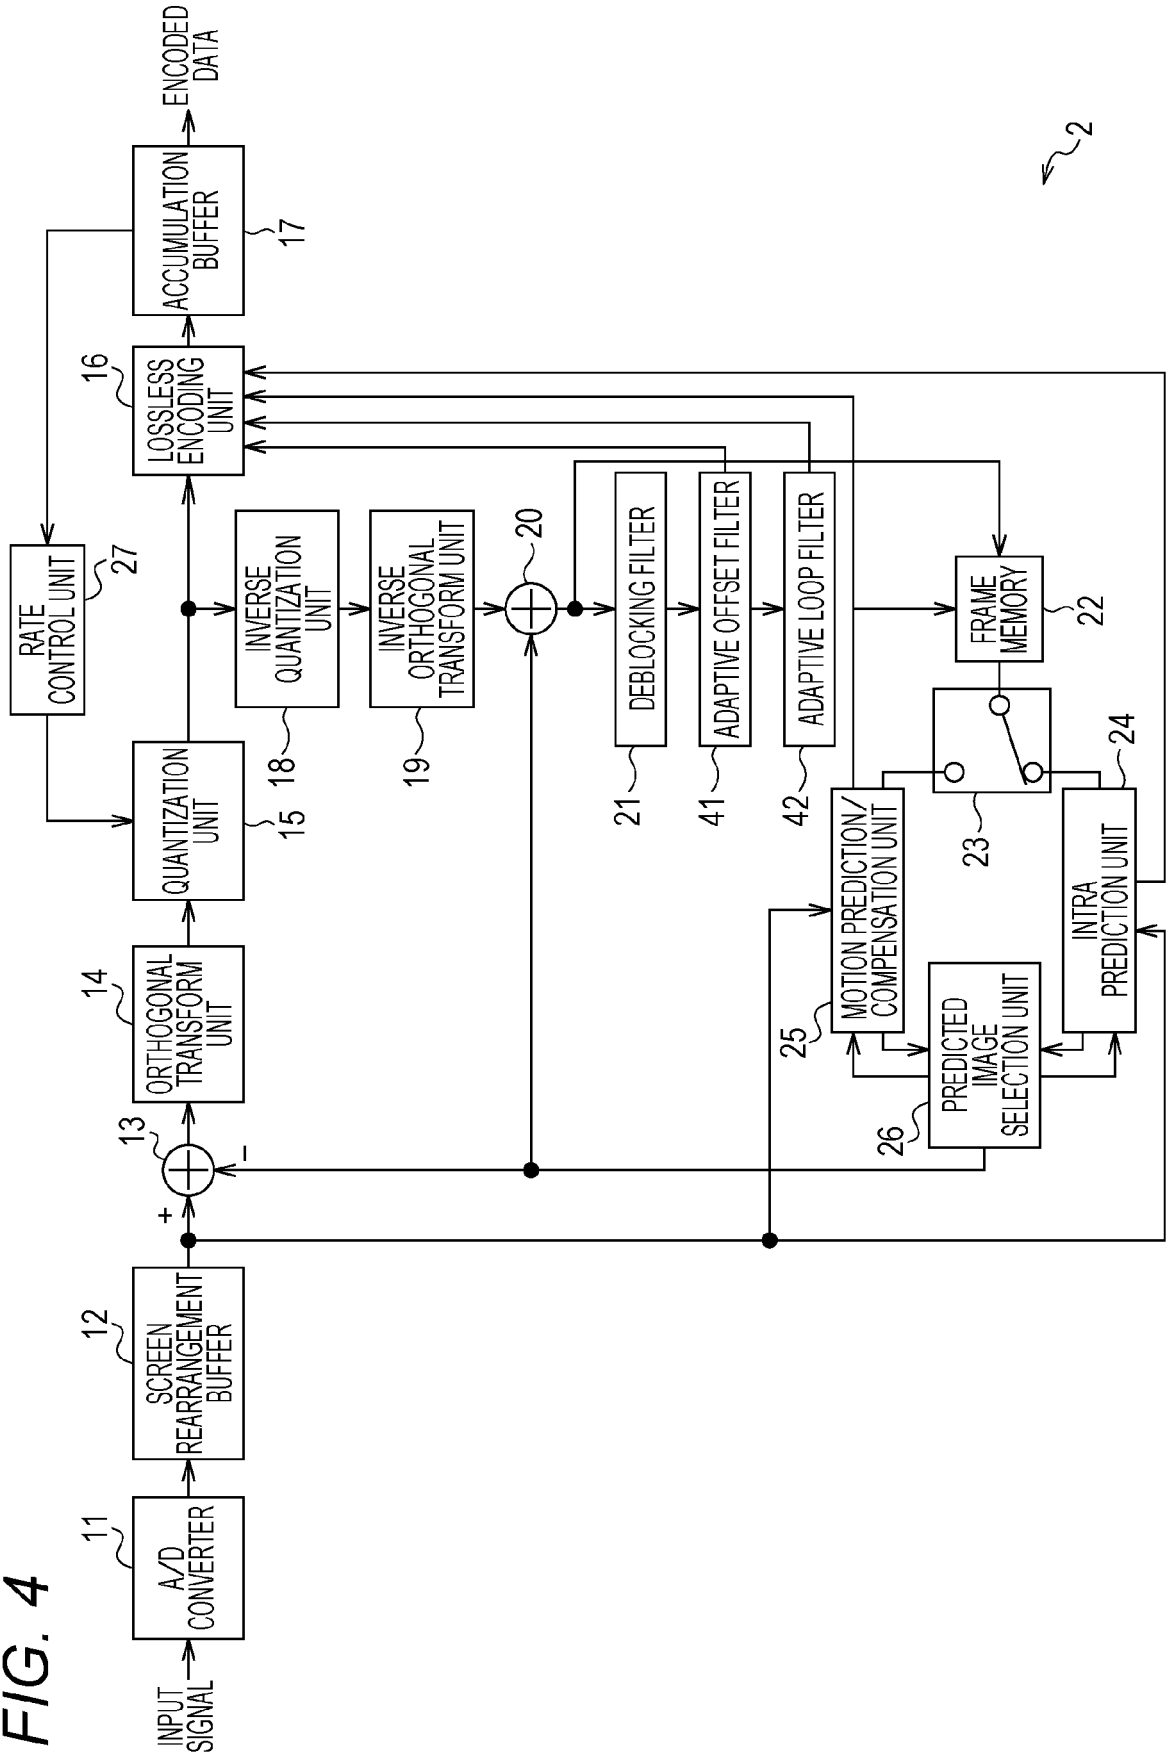 FIG. 4
INPUT
SIGNAL
11
A/D
CONVERTER
12
SCREEN
REARRANGEMENT
BUFFER
+
13
-
14
ORTHOGONAL
TRANSFORM
UNIT
15
QUANTIZATION
UNIT
27
RATE
CONTROL UNIT
16
LOSSLESS
ENCODING
UNIT
17
ACCUMULATION
BUFFER
ENCODED
DATA
18
INVERSE
QUANTIZATION
UNIT
19
INVERSE
ORTHOGONAL
TRANSFORM UNIT
20
21
DEBLOCKING FILTER
41
ADAPTIVE OFFSET FILTER
42
ADAPTIVE LOOP FILTER
22
FRAME
MEMORY
23
24
INTRA
PREDICTION UNIT
25
MOTION PREDICTION/
COMPENSATION UNIT
26
PREDICTED
IMAGE
SELECTION UNIT
2